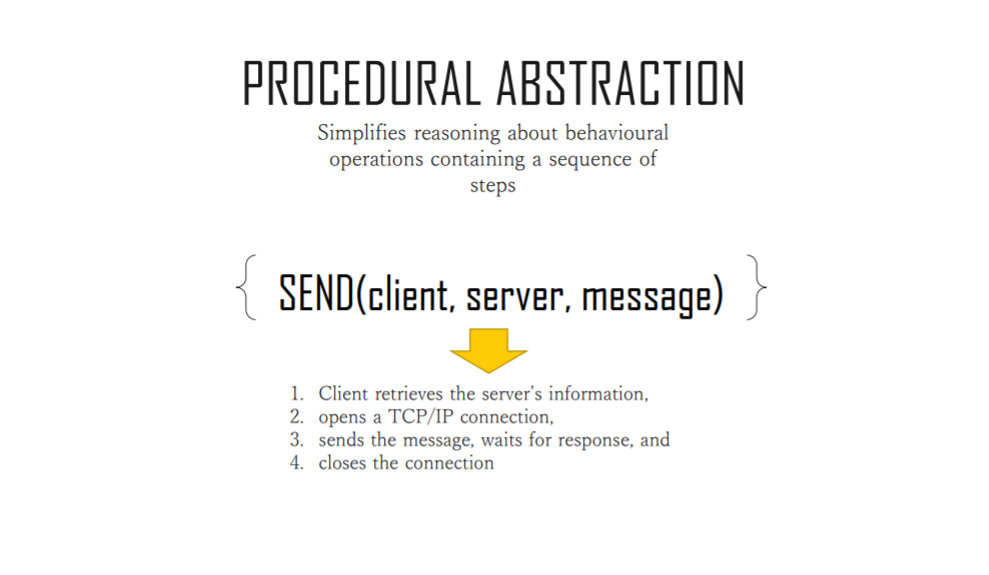 PROCEDURAL ABSTRACTION
Simplifies reasoning about behavioural
operations containing a sequence of
steps
{ SEND(client, server, message) }
1. Client retrieves the server's information,
2. opens a TCP/IP connection,
3. sends the message, waits for response, and
4. closes the connection